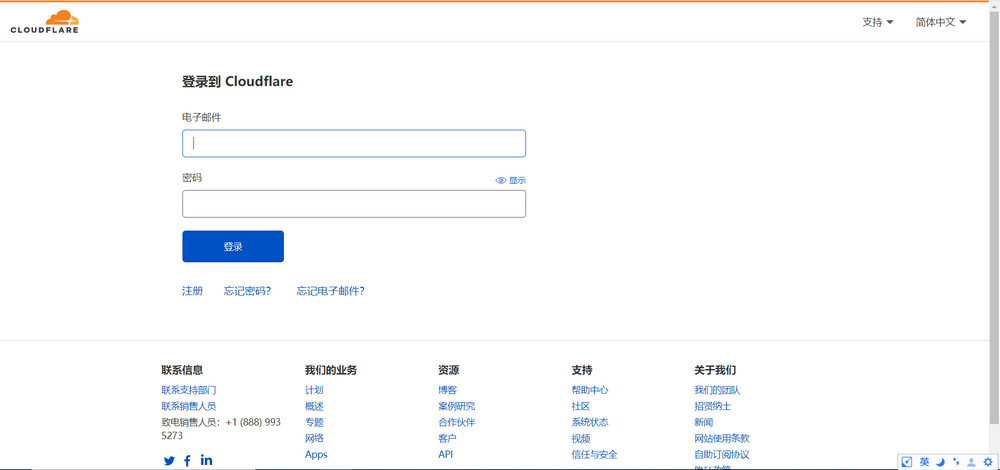 CLOUDFLARE
支持
简体中文
登录到 Cloudflare
电子邮件
密码
显示
登录
注册
忘记密码?
忘记电子邮件?
联系信息
联系支持部门
联系销售人员
致电销售人员：+1 (888) 993
5273
我们的业务
计划
概述
专题
网络
Apps
资源
博客
案例研究
合作伙伴
客户
API
支持
帮助中心
社区
系统状态
视频
信任与安全
关于我们
我们的团队
招贤纳士
新闻
网站使用条款
自助订阅协议
隐私政策
英